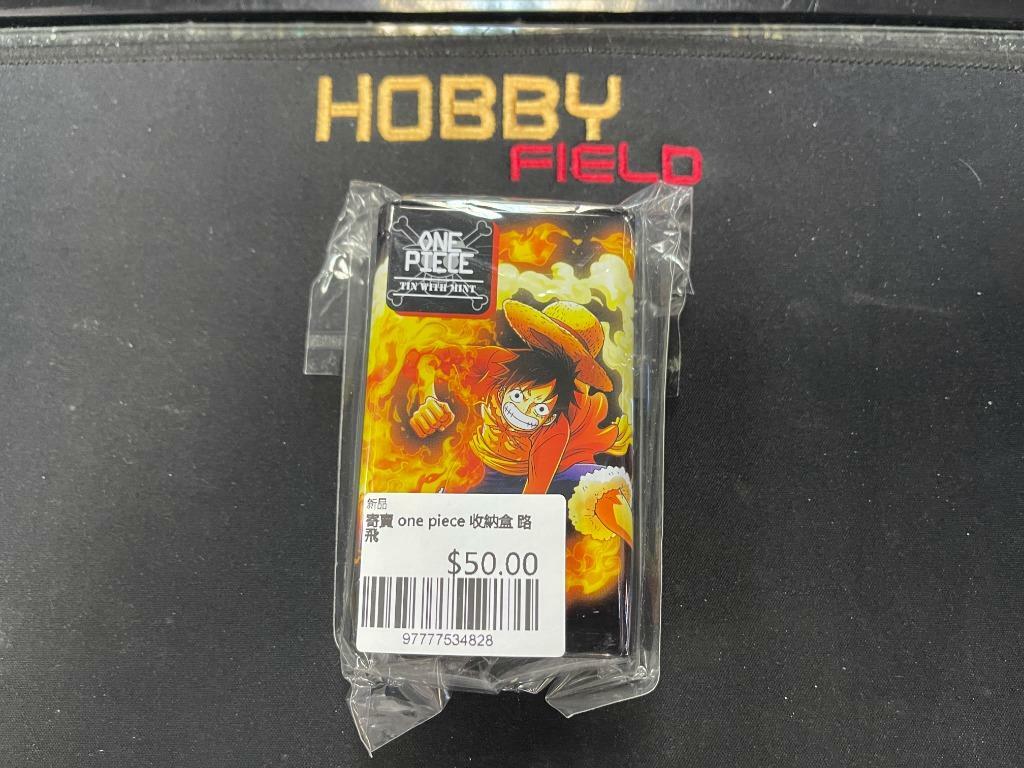 HOBBY
FIELD
ONE
PIECE
TIN WITH MINT
新品
寄賣 one piece 收納盒 路
飛
$50.00
97777534828